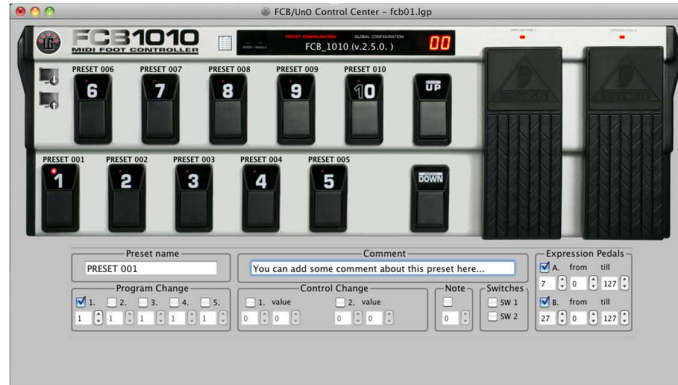 FCB/UnO Control Center - fcb01.lgp
FCB1010
MIDI FOOT CONTROLLER
PRESET CONFIGURATION GLOBAL CONFIGURATION
FCB_1010 (v.2.5.0. )
00
PRESET 006 PRESET 007 PRESET 008 PRESET 009 PRESET 010
6 7 8 9 10 UP
PRESET 001 PRESET 002 PRESET 003 PRESET 004 PRESET 005
1 2 3 4 5 DOWN
Preset name Comment Expression Pedals
PRESET 001 You can add some comment about this preset here... A. from till
7 0 127
Program Change Control Change Note Switches
1. 2. 3. 4. 5. 1. value 2. value SW 1 B. from till
1 1 1 1 1 0 0 0 0 0 SW 2 27 0 127